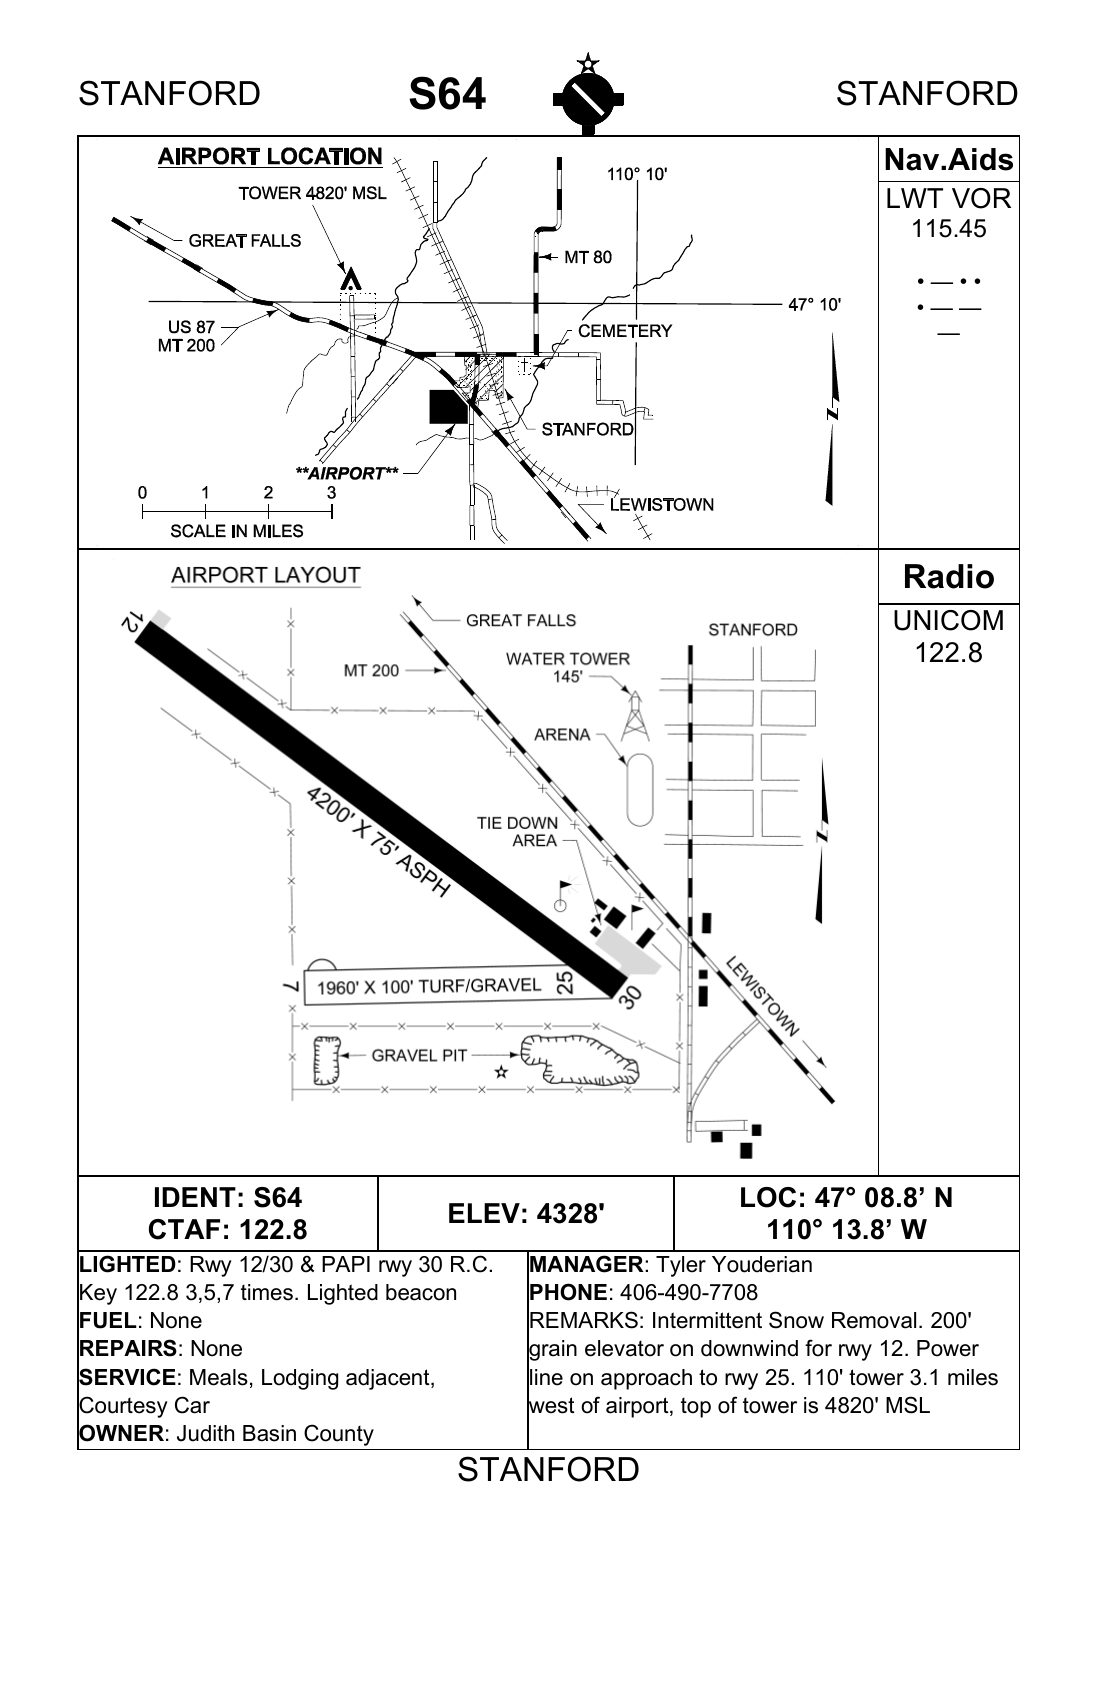 STANFORD
S64
STANFORD
AIRPORT LOCATION
TOWER 4820' MSL
GREAT FALLS
US 87
MT 200
110° 10'
MT 80
47° 10'
CEMETERY
STANFORD
**AIRPORT**
LEWISTOWN
N
0 1 2 3
SCALE IN MILES
Nav.Aids
LWT VOR
115.45
• — • •
• — —
—
AIRPORT LAYOUT
12
GREAT FALLS
STANFORD
MT 200
WATER TOWER
145'
ARENA
4200' X 75' ASPH
TIE DOWN
AREA
N
7
1960' X 100' TURF/GRAVEL
25
30
LEWISTOWN
GRAVEL PIT
Radio
UNICOM
122.8
IDENT: S64
CTAF: 122.8
ELEV: 4328'
LOC: 47° 08.8’ N
110° 13.8’ W
LIGHTED: Rwy 12/30 & PAPI rwy 30 R.C.
Key 122.8 3,5,7 times. Lighted beacon
FUEL: None
REPAIRS: None
SERVICE: Meals, Lodging adjacent,
Courtesy Car
OWNER: Judith Basin County
MANAGER: Tyler Youderian
PHONE: 406-490-7708
REMARKS: Intermittent Snow Removal. 200'
grain elevator on downwind for rwy 12. Power
line on approach to rwy 25. 110' tower 3.1 miles
west of airport, top of tower is 4820' MSL
STANFORD